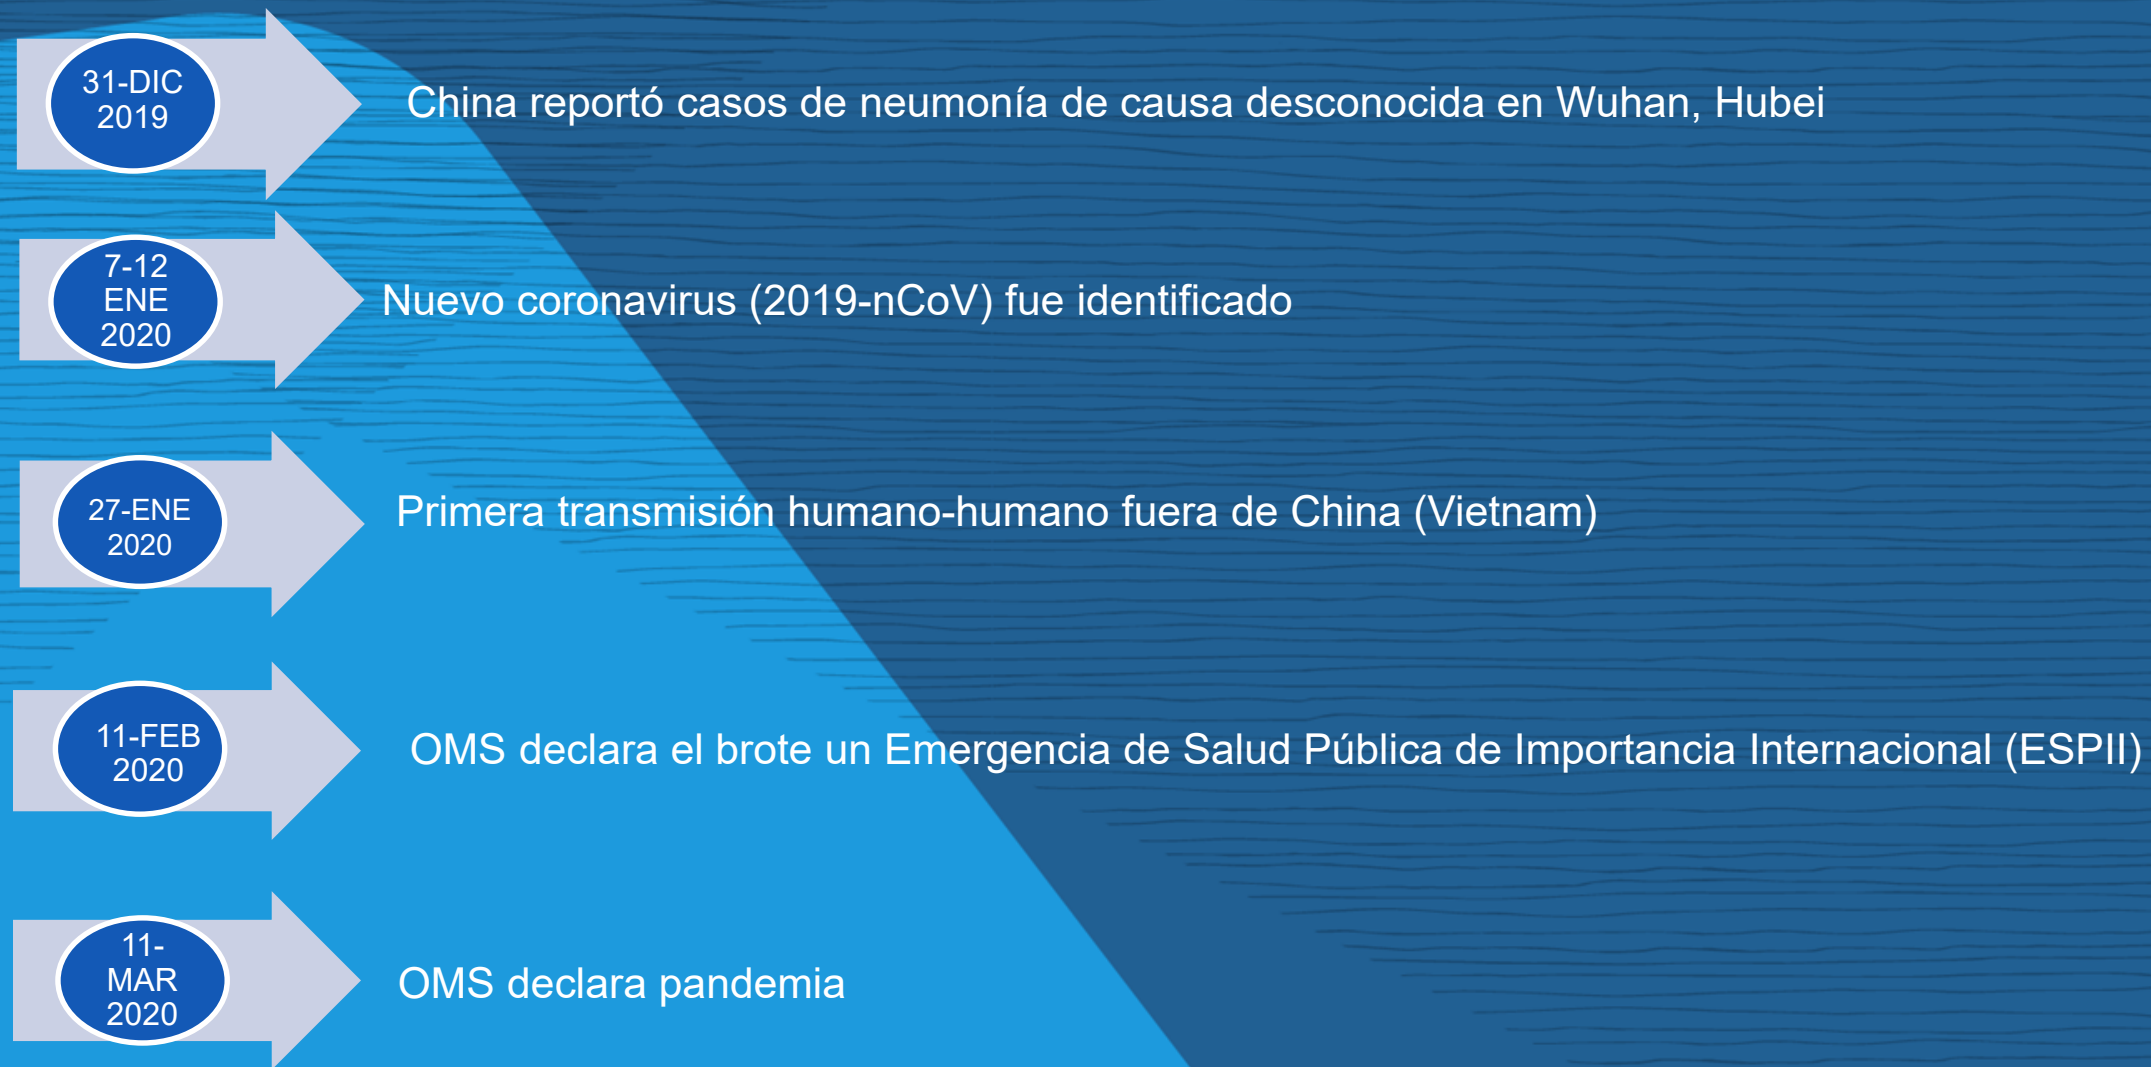 31-DIC
2019
China reportó casos de neumonía de causa desconocida en Wuhan, Hubei
7-12
ENE
2020
Nuevo coronavirus (2019-nCoV) fue identificado
27-ENE
2020
Primera transmisión humano-humano fuera de China (Vietnam)
11-FEB
2020
OMS declara el brote un Emergencia de Salud Pública de Importancia Internacional (ESPII)
11-
MAR
2020
OMS declara pandemia